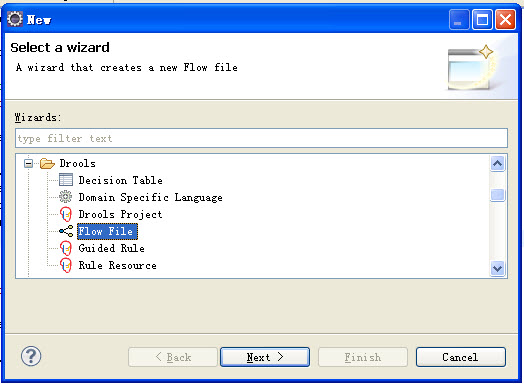 New
Select a wizard
A wizard that creates a new Flow file
Wizards:
type filter text
Drools
Decision Table
Domain Specific Language
Drools Project
Flow File
Guided Rule
Rule Resource
? < Back Next > Finish Cancel